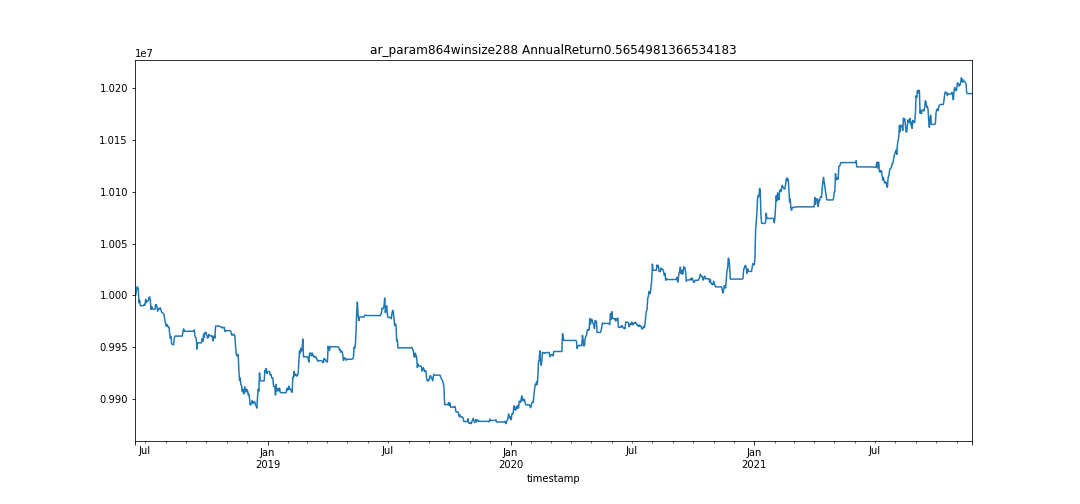 ar_param864winsize288 AnnualReturn0.5654981366534183
1e7
1.020
1.015
1.010
1.005
1.000
0.995
0.990
Jul Jan Jul Jan Jul Jan Jul
2019 2020 2021
timestamp